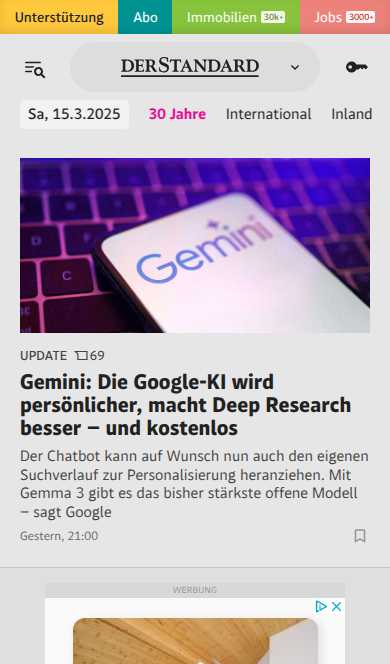 Unterstützung Abo Immobilien 30k+ Jobs 3000+
DERSTANDARD
Sa, 15.3.2025 30 Jahre International Inland
Gemini
D
F
C
UPDATE 69
Gemini: Die Google-KI wird
persönlicher, macht Deep Research
besser – und kostenlos
Der Chatbot kann auf Wunsch nun auch den eigenen
Suchverlauf zur Personalisierung heranziehen. Mit
Gemma 3 gibt es das bisher stärkste offene Modell
– sagt Google
Gestern, 21:00
WERBUNG